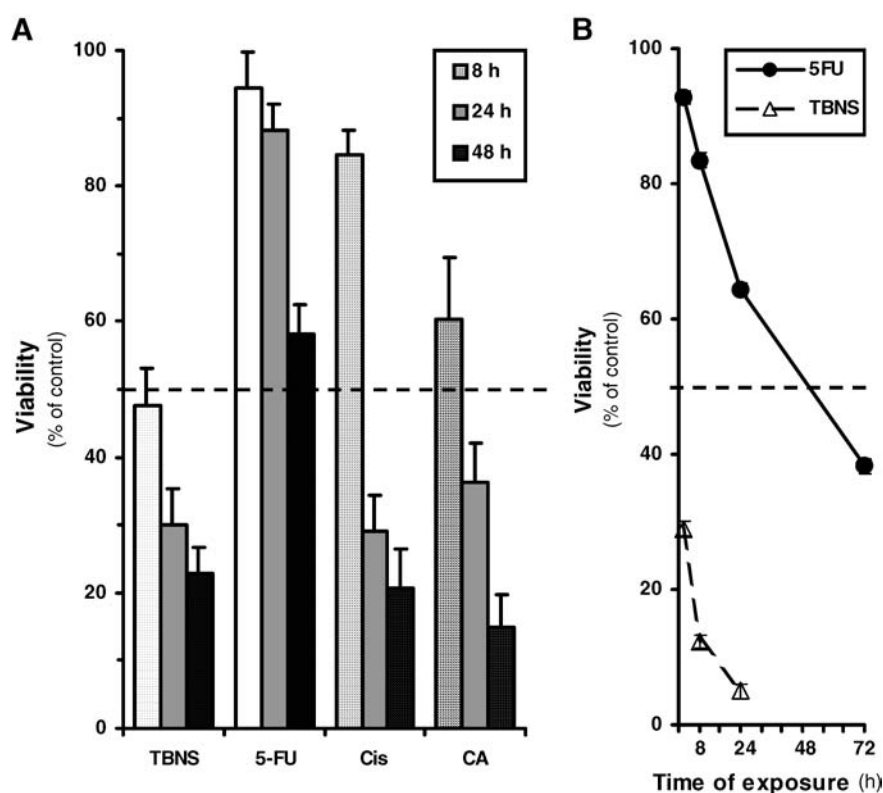 A
100
80
60
40
20
0
Viability
(% of control)
8 h
24 h
48 h
TBNS 5-FU Cis CA
B
100
80
60
40
20
0
Viability
(% of control)
5FU
TBNS
8 24 48 72
Time of exposure (h)